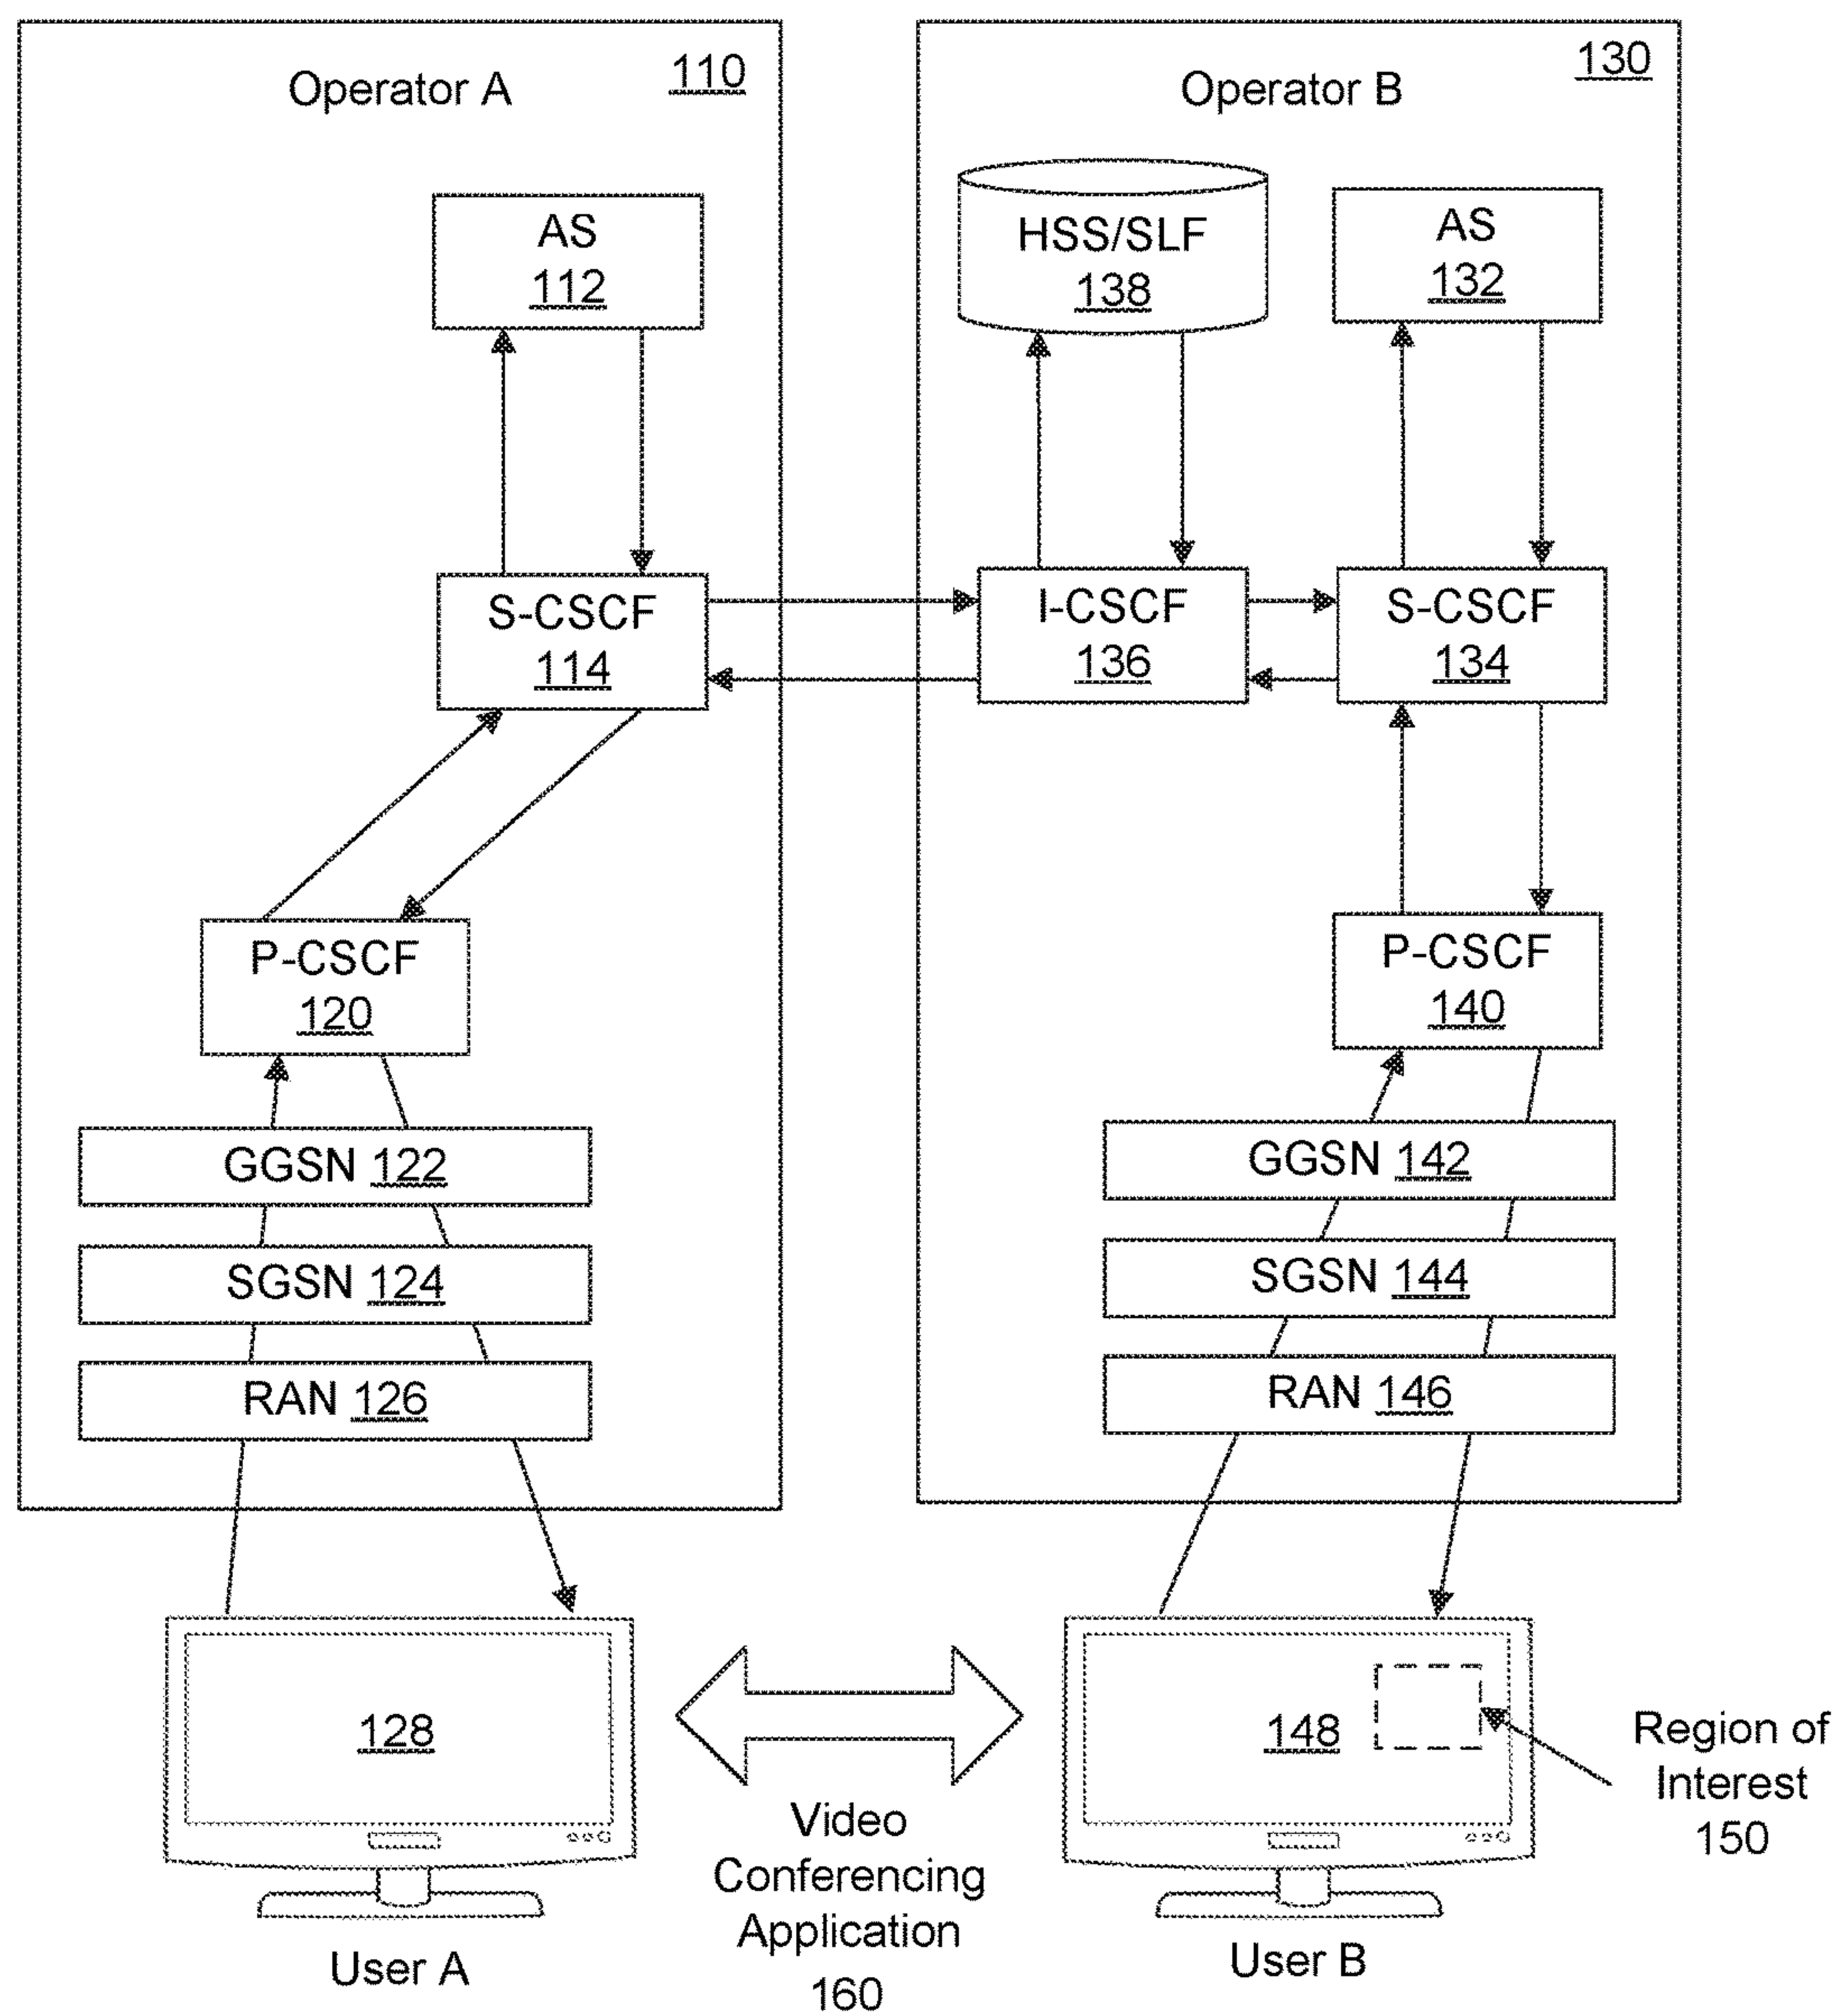 Operator A
110
AS
112
S-CSCF
114
P-CSCF
120
GGSN 122
SGSN 124
RAN 126
128
User A
Operator B
130
HSS/SLF
138
AS
132
I-CSCF
136
S-CSCF
134
P-CSCF
140
GGSN 142
SGSN 144
RAN 146
148
User B
Region of
Interest
150
Video
Conferencing
Application
160